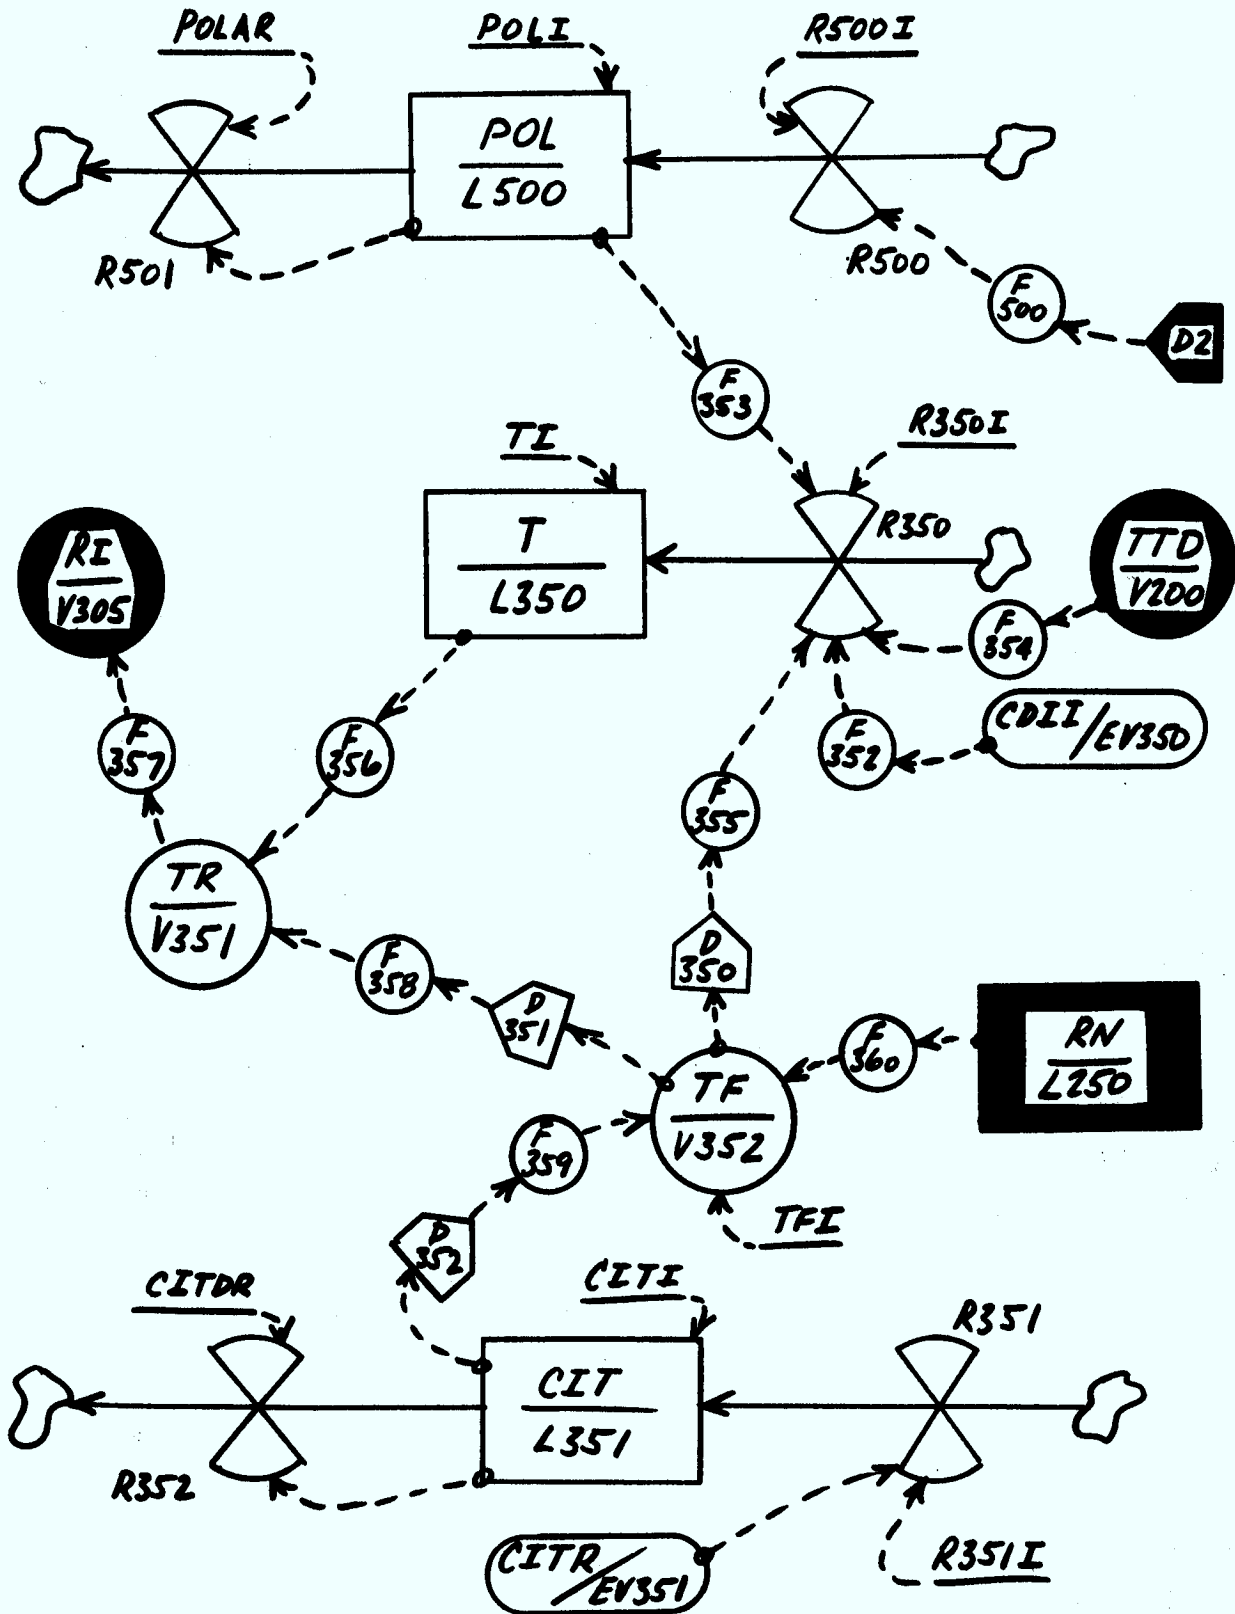 POLAR
POLI
R500I
POL
L500
R501
R500
F
500
D2
F
353
TI
R350I
RI
V305
T
L350
R350
TTD
V200
F
354
F
357
F
356
F
352
CDII/EV350
F
355
TR
V351
F
358
D
350
D
351
F
360
RN
L250
TF
V352
F
359
TFI
D
352
CITDR
CITI
R351
CIT
L351
R352
CITR/EV351
R351I